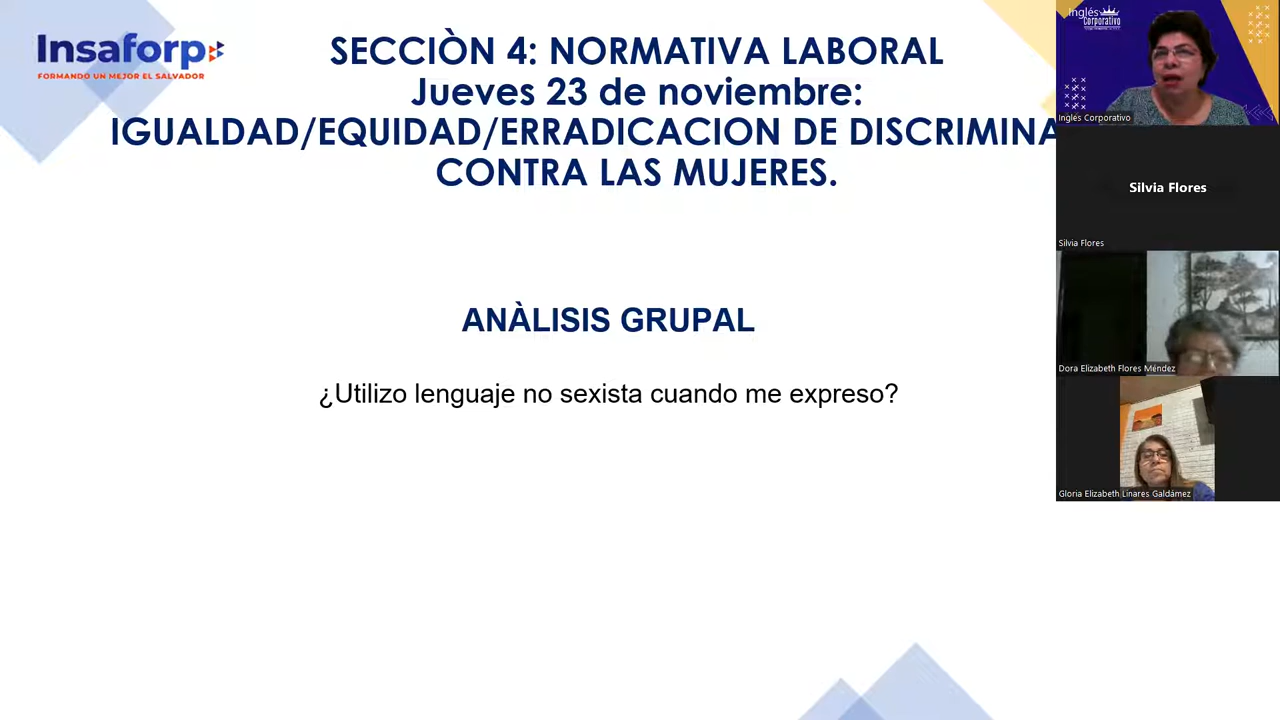 Insaforp
FORMANDO UN MEJOR EL SALVADOR
SECCIÒN 4: NORMATIVA LABORAL
Jueves 23 de noviembre:
IGUALDAD/EQUIDAD/ERRADICACION DE DISCRIMINA
CONTRA LAS MUJERES.
ANÀLISIS GRUPAL
¿Utilizo lenguaje no sexista cuando me expreso?
Inglés
Corporativo
Inglés Corporativo
Silvia Flores
Silvia Flores
Dora Elizabeth Flores Méndez
Gloria Elizabeth Linares Galdámez